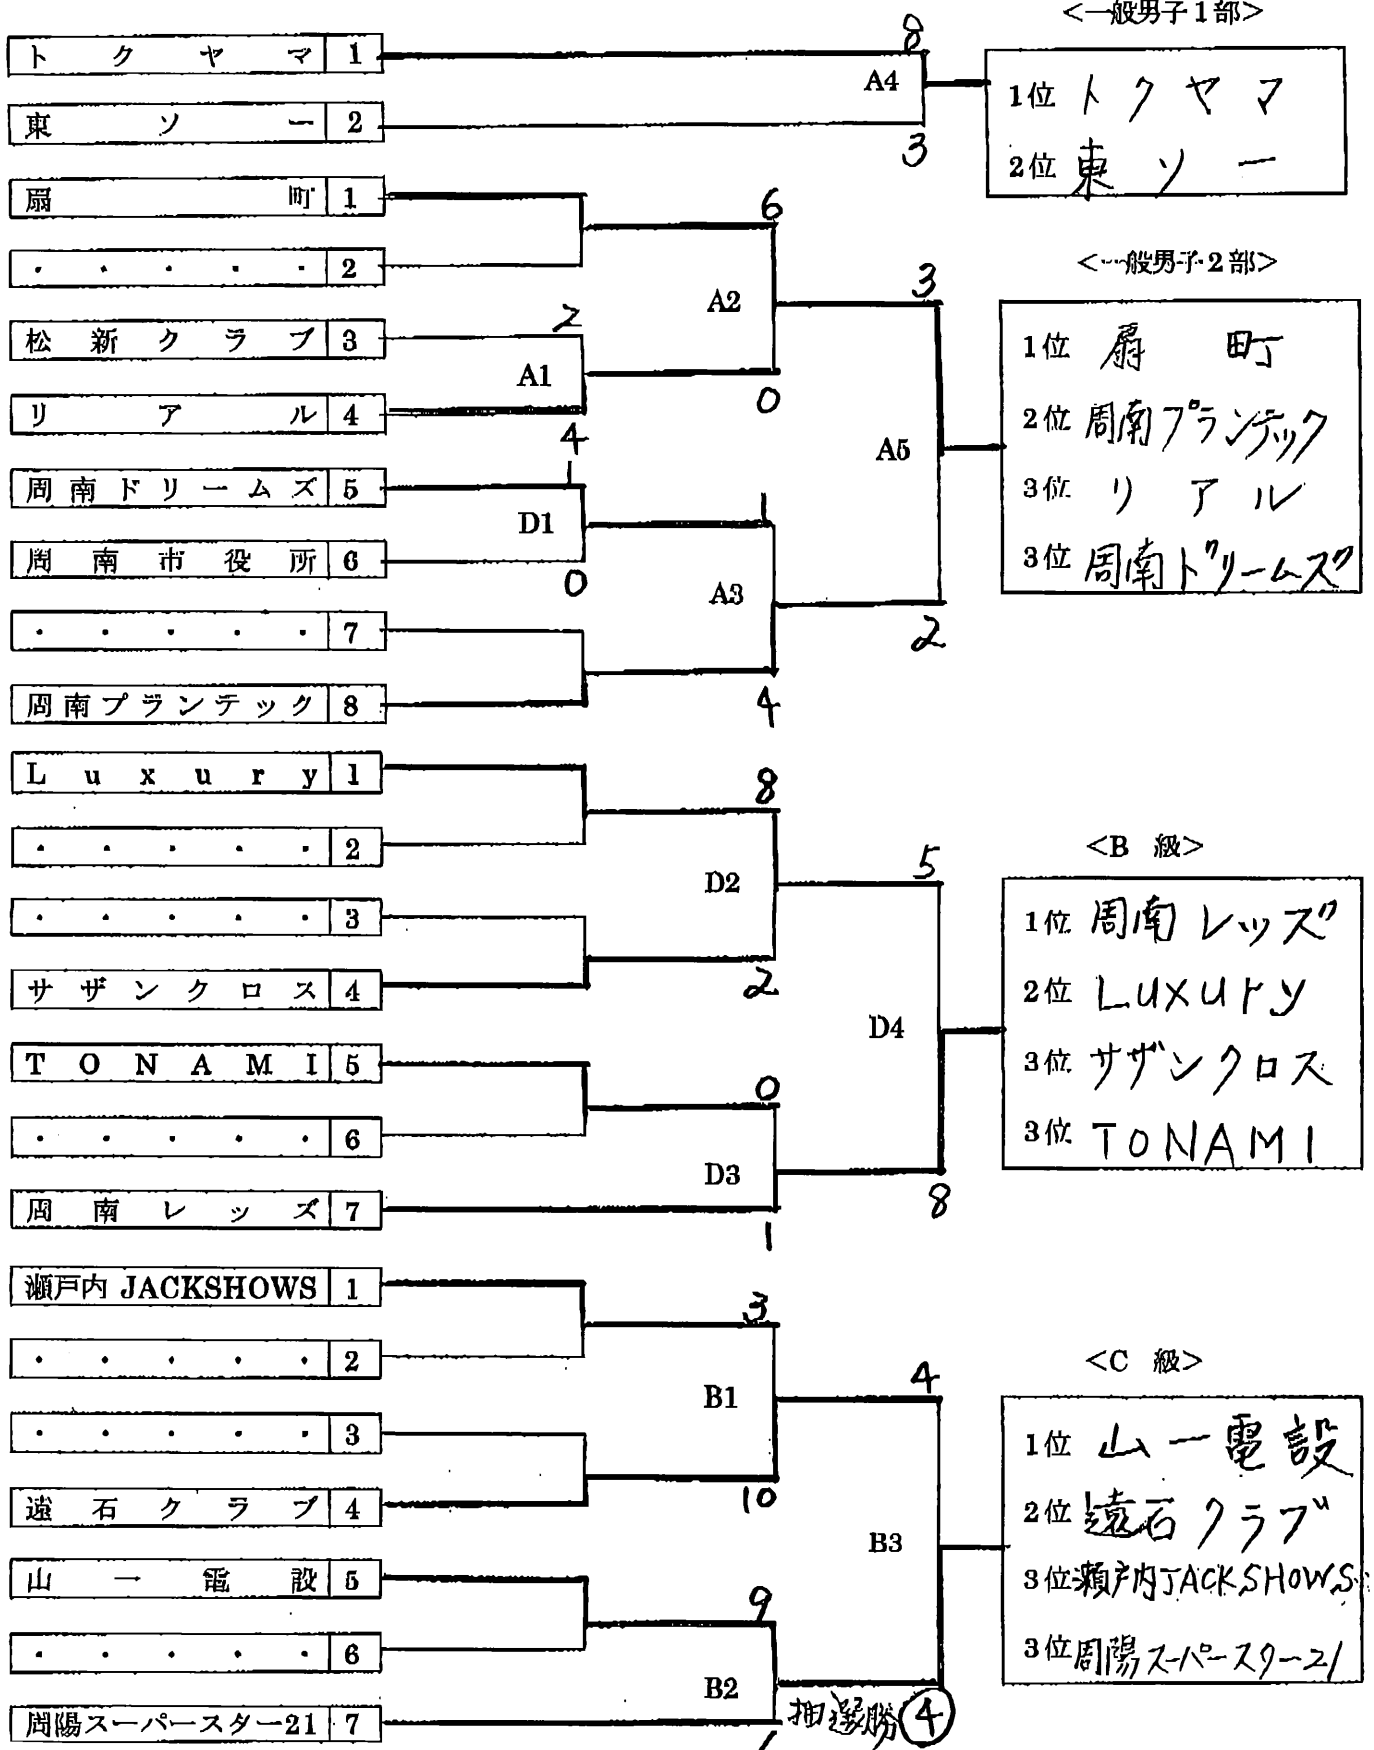 <一般男子1部>
トクヤマ 1
8
A4
1位 トクヤマ
東ソー 2
3
2位 東ソー
扇町 1
6
・・・・・ 2
<一般男子2部>
A2
3
松新クラブ 3
2
1位 扇町
A1
0
リアル 4
4
2位 周南プランテック
A5
周南ドリームズ 5
1
1
3位 リアル
D1
周南市役所 6
0
A3
3位 周南ドリームズ
・・・・・ 7
2
周南プランテック 8
4
Luxury 1
8
・・・・・ 2
<B 級>
D2
5
・・・・・ 3
1位 周南レッズ
サザンクロス 4
2
2位 Luxury
D4
TONAMI 5
0
3位 サザンクロス
・・・・・ 6
3位 TONAMI
D3
周南レッズ 7
1
8
瀬戸内 JACKSHOWS 1
3
・・・・・ 2
<C 級>
B1
4
・・・・・ 3
1位 山一電設
遠石クラブ 4
10
2位 遠石クラブ
B3
山一電設 5
9
3位 瀬戸内JACKSHOWS
・・・・・ 6
3位 周陽スーパースター21
B2
周陽スーパースター21 7
抽選勝 ④